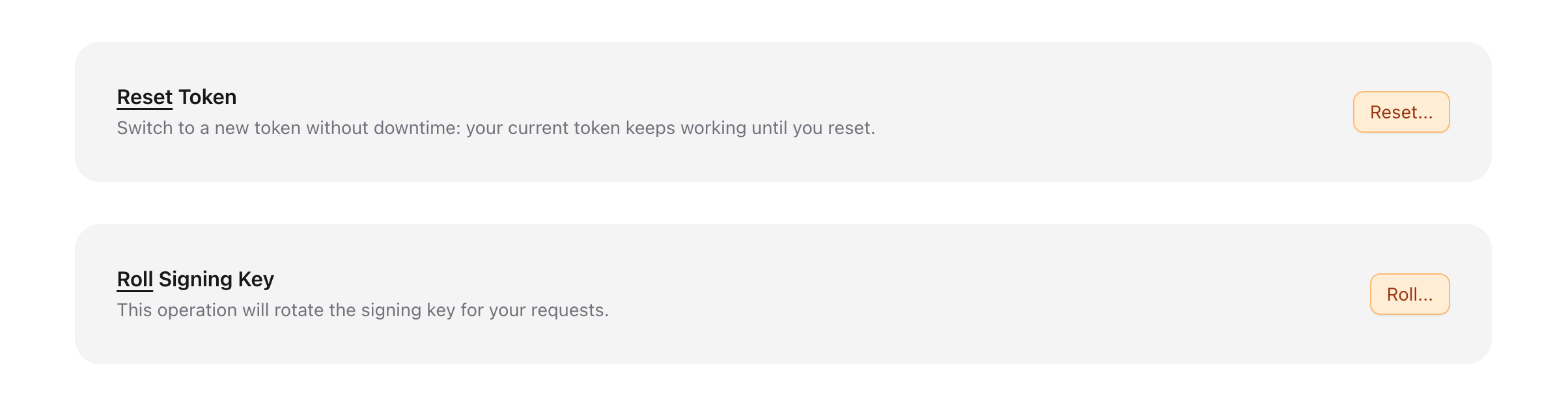 Reset Token
Switch to a new token without downtime: your current token keeps working until you reset.
Reset...
Roll Signing Key
This operation will rotate the signing key for your requests.
Roll...